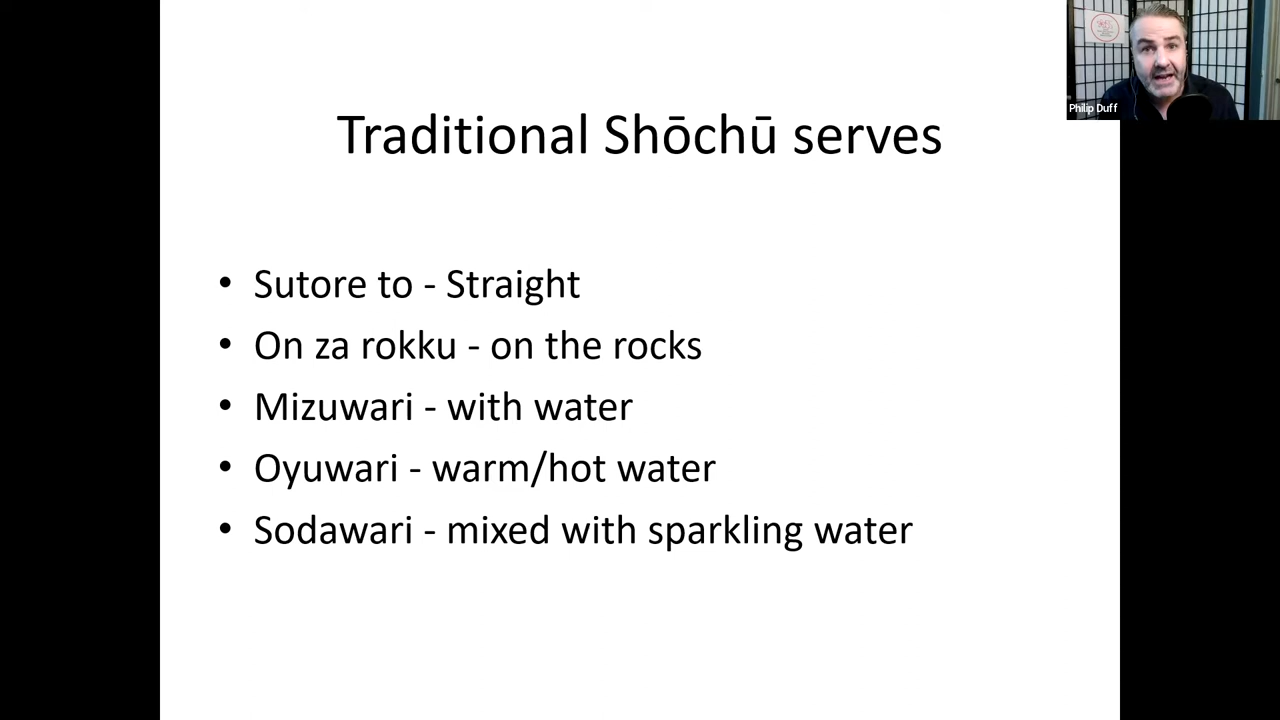 Traditional Shōchū serves
• Sutore to - Straight
• On za rokku - on the rocks
• Mizuwari - with water
• Oyuwari - warm/hot water
• Sodawari - mixed with sparkling water
Philip Duff